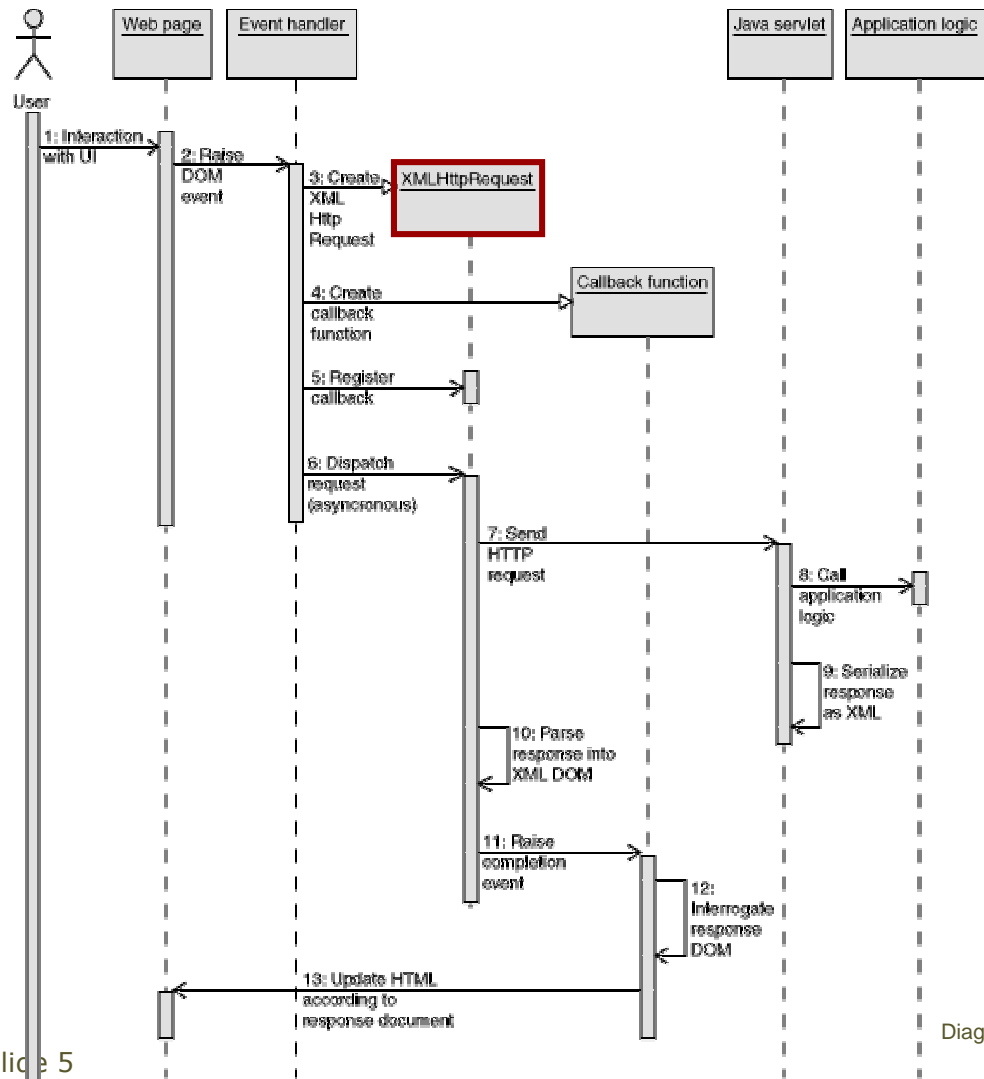 Web page
Event handler
Java servlet
Application logic
User
1: Interaction
with UI
2: Raise
DOM
event
3: Create
XML
Http
Request
XMLHttpRequest
4: Create
callback
function
Callback function
5: Register
callback
6: Dispatch
request
(asyncronous)
7: Send
HTTP
request
8: Call
application
logic
9: Serialize
response
as XML
10: Parse
response into
XML DOM
11: Raise
completion
event
12:
Interrogate
response
DOM
13: Update HTML
according to
response document
Diag
lide 5